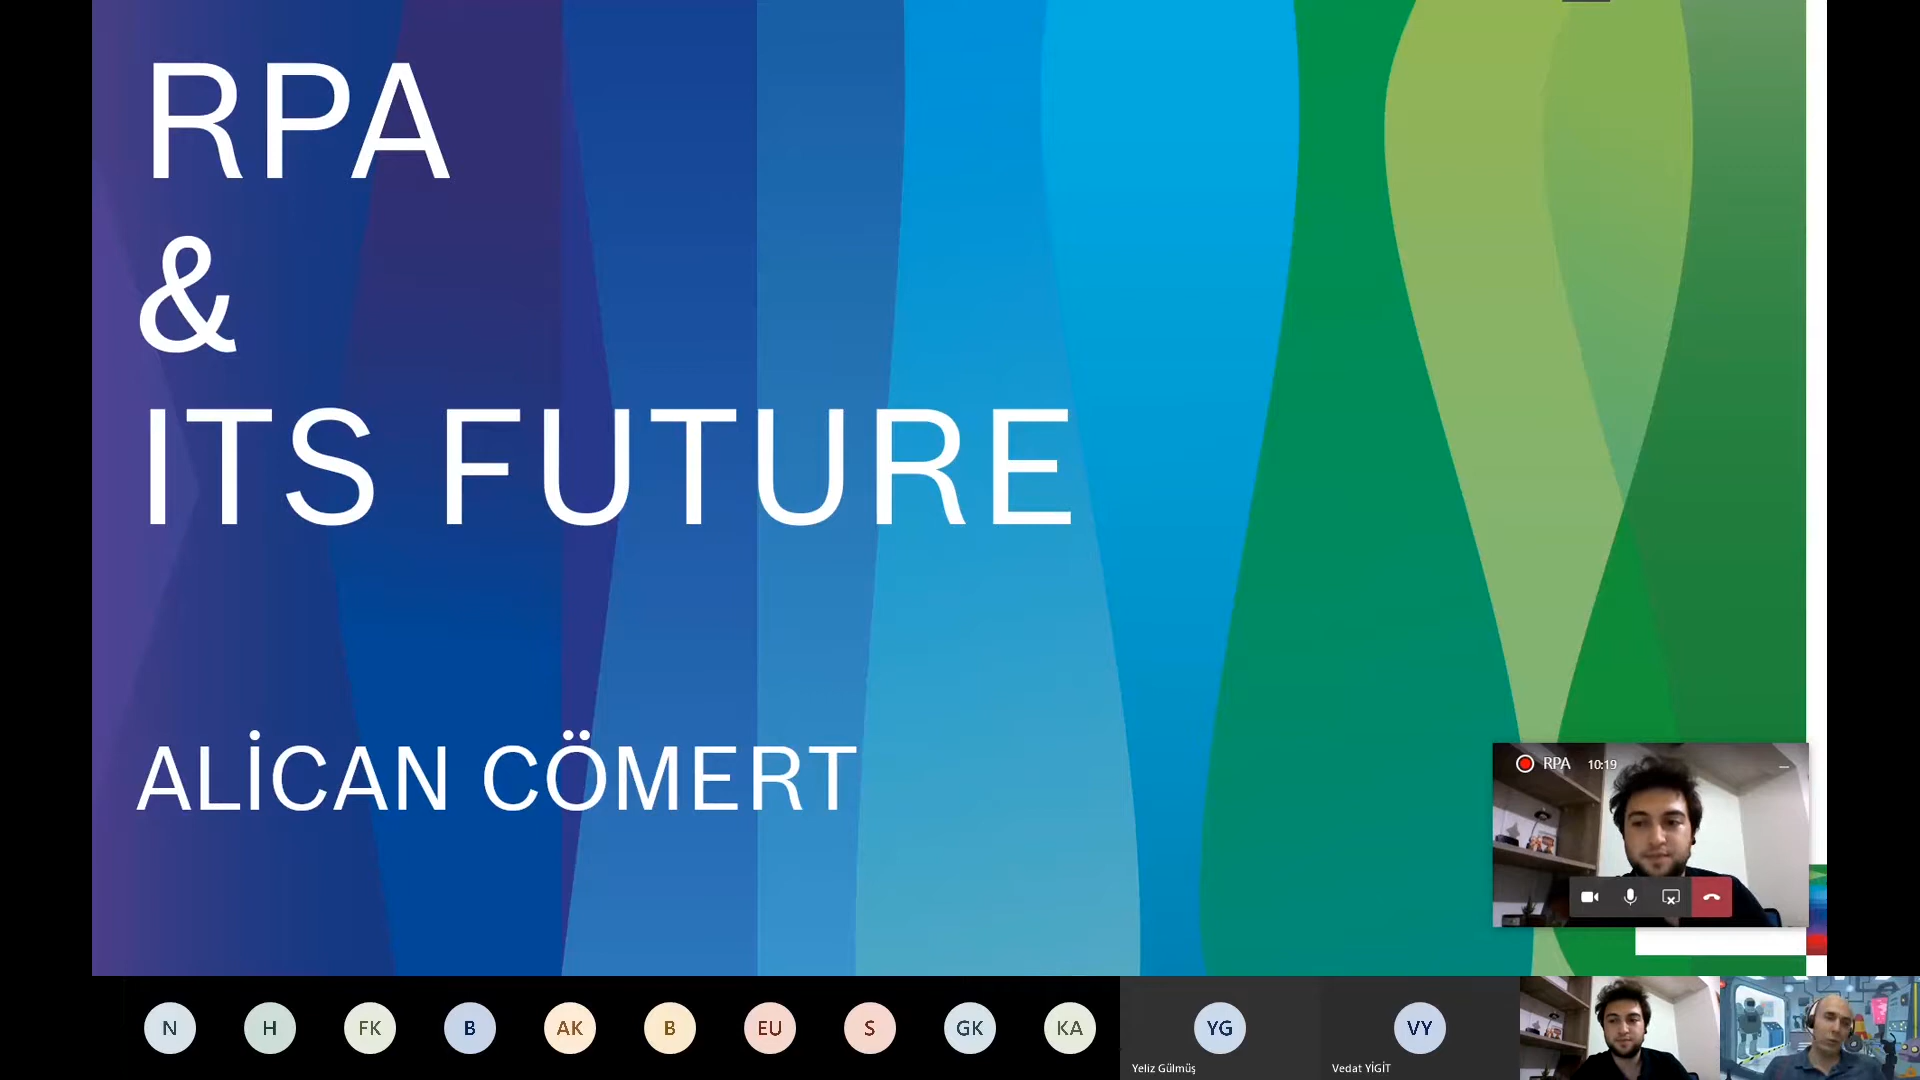 RPA
&
ITS FUTURE
ALİCAN CÖMERT
RPA 10:19
N H FK B AK B EU S GK KA YG VY
Yeliz Gülmüş Vedat YİGİT